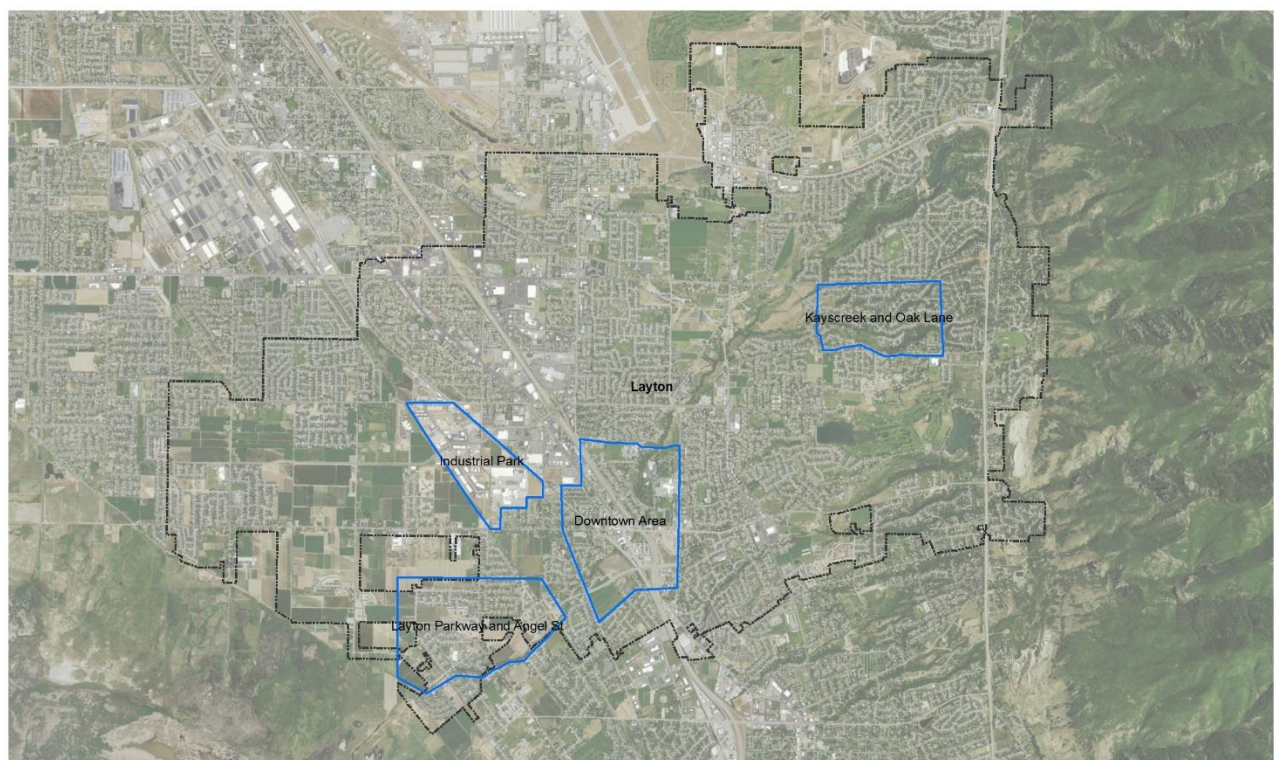 Kayscreek and Oak Lane
Layton
Industrial Park
Downtown Area
Layton Parkway and Angel St